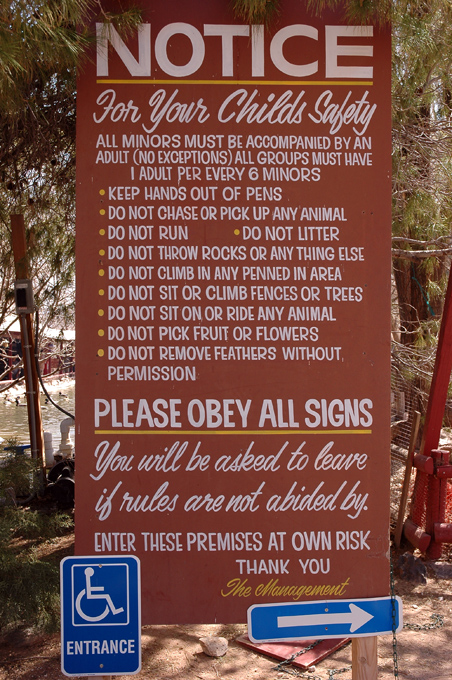 NOTICE
For Your Childs Safety
ALL MINORS MUST BE ACCOMPANIED BY AN
ADULT (NO EXCEPTIONS) ALL GROUPS MUST HAVE
1 ADULT PER EVERY 6 MINORS
• KEEP HANDS OUT OF PENS
• DO NOT CHASE OR PICK UP ANY ANIMAL
• DO NOT RUN • DO NOT LITTER
• DO NOT THROW ROCKS OR ANY THING ELSE
• DO NOT CLIMB IN ANY PENNED IN AREA
• DO NOT SIT OR CLIMB FENCES OR TREES
• DO NOT SIT ON OR RIDE ANY ANIMAL
• DO NOT PICK FRUIT OR FLOWERS
• DO NOT REMOVE FEATHERS WITHOUT
PERMISSION
PLEASE OBEY ALL SIGNS
You will be asked to leave
if rules are not abided by.
ENTER THESE PREMISES AT OWN RISK
THANK YOU
The Management
ENTRANCE